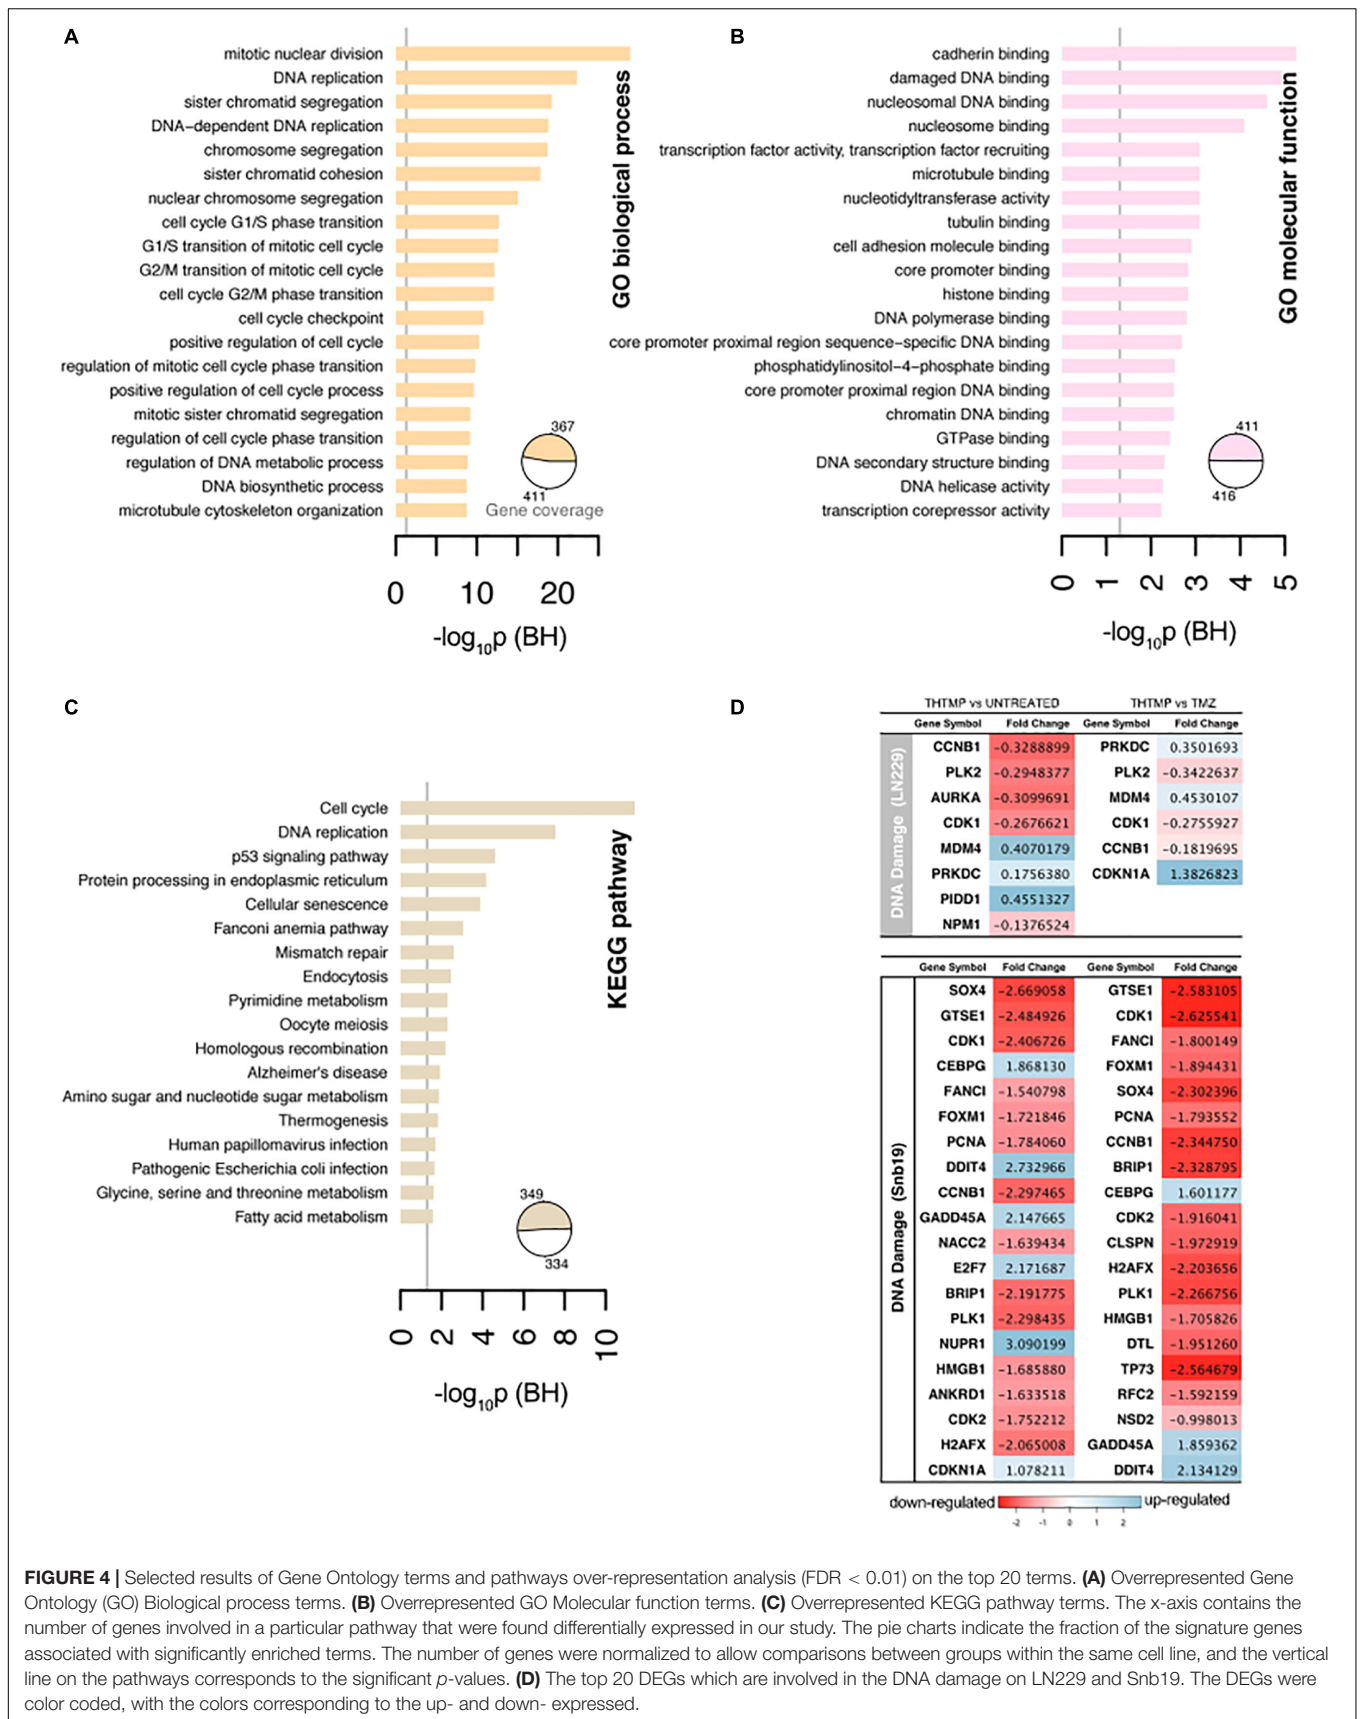 A
mitotic nuclear division
DNA replication
sister chromatid segregation
DNA−dependent DNA replication
chromosome segregation
sister chromatid cohesion
nuclear chromosome segregation
cell cycle G1/S phase transition
G1/S transition of mitotic cell cycle
G2/M transition of mitotic cell cycle
cell cycle G2/M phase transition
cell cycle checkpoint
positive regulation of cell cycle
regulation of mitotic cell cycle phase transition
positive regulation of cell cycle process
mitotic sister chromatid segregation
regulation of cell cycle phase transition
regulation of DNA metabolic process
DNA biosynthetic process
microtubule cytoskeleton organization
GO biological process
367
411
Gene coverage
0 10 20
-log10p (BH)
B
cadherin binding
damaged DNA binding
nucleosomal DNA binding
nucleosome binding
transcription factor activity, transcription factor recruiting
microtubule binding
nucleotidyltransferase activity
tubulin binding
cell adhesion molecule binding
core promoter binding
histone binding
DNA polymerase binding
core promoter proximal region sequence−specific DNA binding
phosphatidylinositol−4−phosphate binding
core promoter proximal region DNA binding
chromatin DNA binding
GTPase binding
DNA secondary structure binding
DNA helicase activity
transcription corepressor activity
GO molecular function
411
416
0 1 2 3 4 5
-log10p (BH)
C
Cell cycle
DNA replication
p53 signaling pathway
Protein processing in endoplasmic reticulum
Cellular senescence
Fanconi anemia pathway
Mismatch repair
Endocytosis
Pyrimidine metabolism
Oocyte meiosis
Homologous recombination
Alzheimer's disease
Amino sugar and nucleotide sugar metabolism
Thermogenesis
Human papillomavirus infection
Pathogenic Escherichia coli infection
Glycine, serine and threonine metabolism
Fatty acid metabolism
KEGG pathway
349
334
0 2 4 6 8 10
-log10p (BH)
D
THTMP vs UNTREATED THTMP vs TMZ
Gene Symbol Fold Change Gene Symbol Fold Change
DNA Damage (LN229)
CCNB1 -0.3288899 PRKDC 0.3501693
PLK2 -0.2948377 PLK2 -0.3422637
AURKA -0.3099691 MDM4 0.4530107
CDK1 -0.2676621 CDK1 -0.2755927
MDM4 0.4070179 CCNB1 -0.1819695
PRKDC 0.1756380 CDKN1A 1.3826823
PIDD1 0.4551327
NPM1 -0.1376524
Gene Symbol Fold Change Gene Symbol Fold Change
DNA Damage (Snb19)
SOX4 -2.669058 GTSE1 -2.583105
GTSE1 -2.484926 CDK1 -2.625541
CDK1 -2.406726 FANCI -1.800149
CEBPG 1.868130 FOXM1 -1.894431
FANCI -1.540798 SOX4 -2.302396
FOXM1 -1.721846 PCNA -1.793552
PCNA -1.784060 CCNB1 -2.344750
DDIT4 2.732966 BRIP1 -2.328795
CCNB1 -2.297465 CEBPG 1.601177
GADD45A 2.147665 CDK2 -1.916041
NACC2 -1.639434 CLSPN -1.972919
E2F7 2.171687 H2AFX -2.203656
BRIP1 -2.191775 PLK1 -2.266756
PLK1 -2.298435 HMGB1 -1.705826
NUPR1 3.090199 DTL -1.951260
HMGB1 -1.685880 TP73 -2.564679
ANKRD1 -1.633518 RFC2 -1.592159
CDK2 -1.752212 NSD2 -0.998013
H2AFX -2.065008 GADD45A 1.859362
CDKN1A 1.078211 DDIT4 2.134129
down-regulated up-regulated
-2 -1 0 1 2
FIGURE 4 | Selected results of Gene Ontology terms and pathways over-representation analysis (FDR < 0.01) on the top 20 terms. (A) Overrepresented Gene
Ontology (GO) Biological process terms. (B) Overrepresented GO Molecular function terms. (C) Overrepresented KEGG pathway terms. The x-axis contains the
number of genes involved in a particular pathway that were found differentially expressed in our study. The pie charts indicate the fraction of the signature genes
associated with significantly enriched terms. The number of genes were normalized to allow comparisons between groups within the same cell line, and the vertical
line on the pathways corresponds to the significant p-values. (D) The top 20 DEGs which are involved in the DNA damage on LN229 and Snb19. The DEGs were
color coded, with the colors corresponding to the up- and down- expressed.